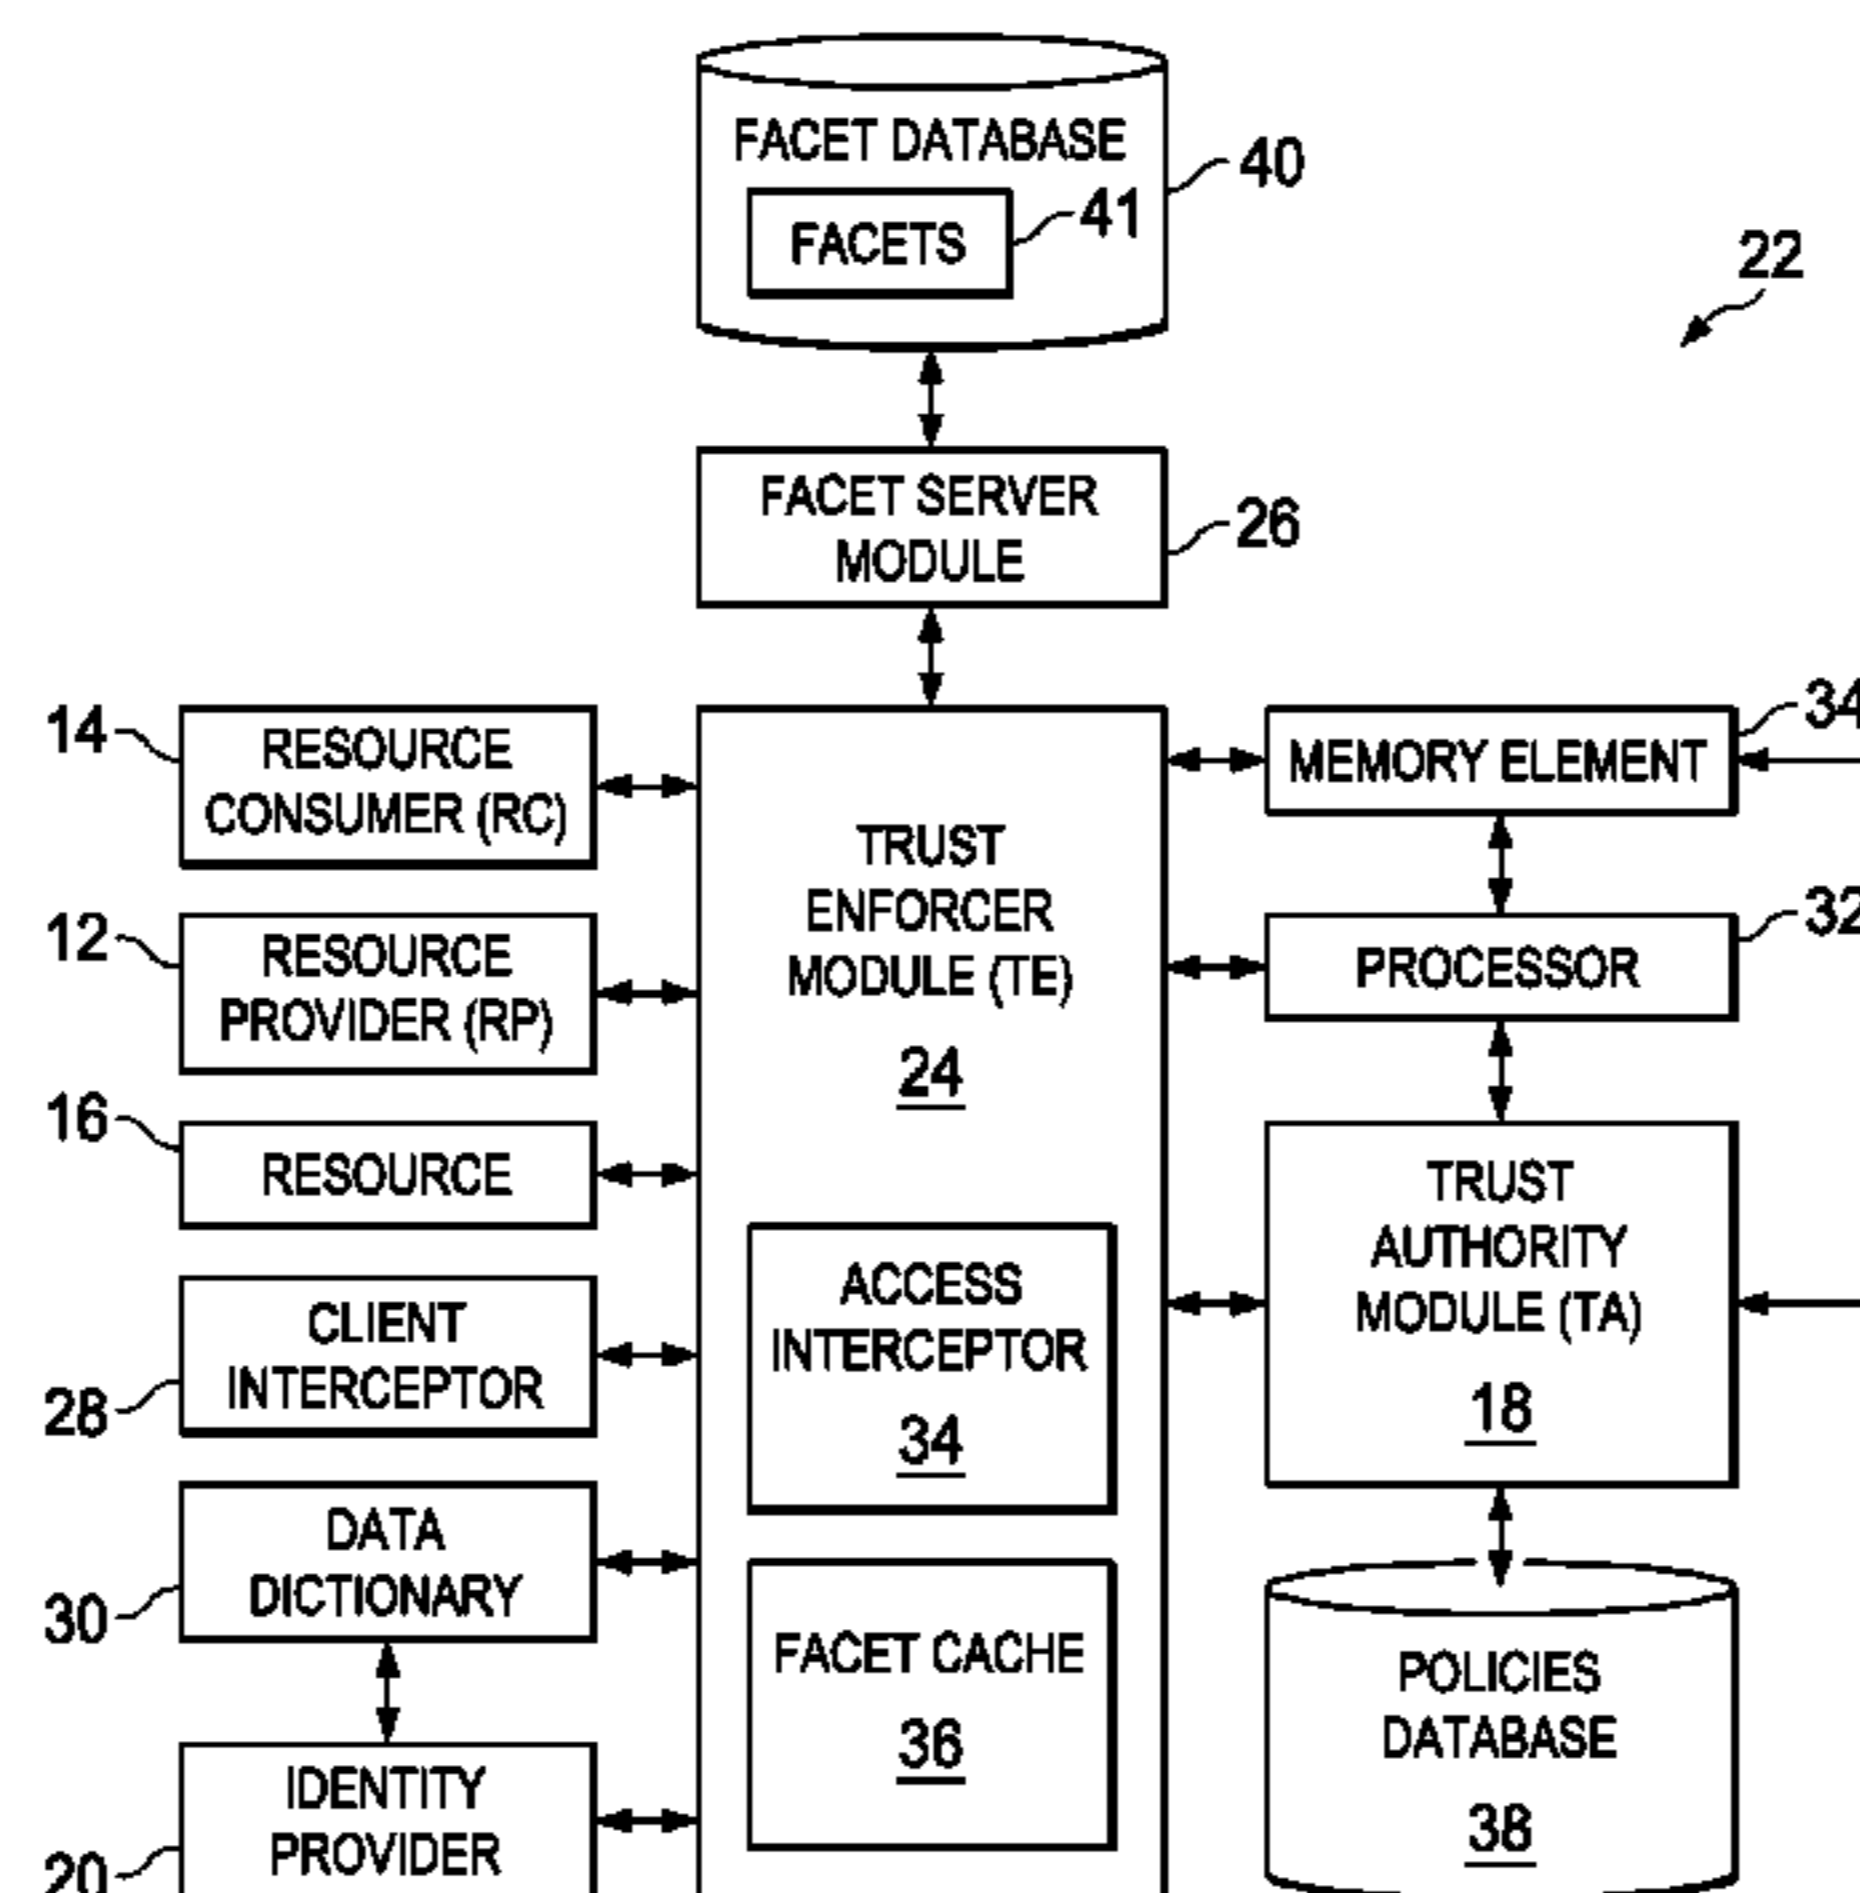 FACET DATABASE
40
FACETS
41
22
FACET SERVER
MODULE
26
14
RESOURCE
CONSUMER (RC)
12
RESOURCE
PROVIDER (RP)
16
RESOURCE
CLIENT
INTERCEPTOR
28
DATA
DICTIONARY
30
IDENTITY
PROVIDER
20
TRUST
ENFORCER
MODULE (TE)
24
ACCESS
INTERCEPTOR
34
FACET CACHE
36
MEMORY ELEMENT
34
PROCESSOR
32
TRUST
AUTHORITY
MODULE (TA)
18
POLICIES
DATABASE
38